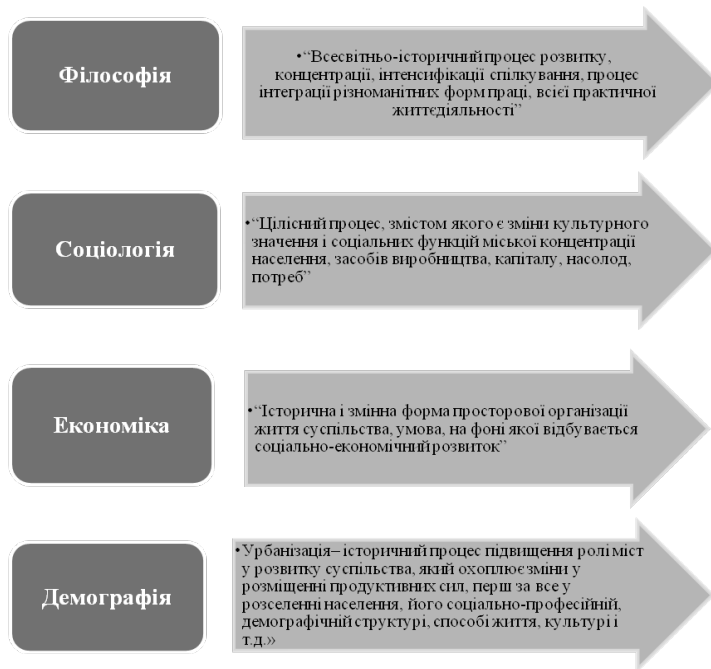 Філософія
•“Всесвітньо-історичний процес розвитку,
концентрації, інтенсифікації спілкування, процес
інтеграції різноманітних форм праці, всієї практичної
життєдіяльності”
Соціологія
•“Цілісний процес, змістом якого є зміни культурного
значення і соціальних функцій міської концентрації
населення, засобів виробництва, капіталу, насолод,
потреб”
Економіка
•“Історична і змінна форма просторової організації
життя суспільства, умова, на фоні якої відбувається
соціально-економічний розвиток”
Демографія
•Урбанізація– історичний процес підвищення ролі міст
у розвитку суспільства, який охоплює зміни у
розміщенні продуктивних сил, перш за все у
розселенні населення, його соціально-професійній,
демографічній структурі, способі життя, культурі і
т.д.»